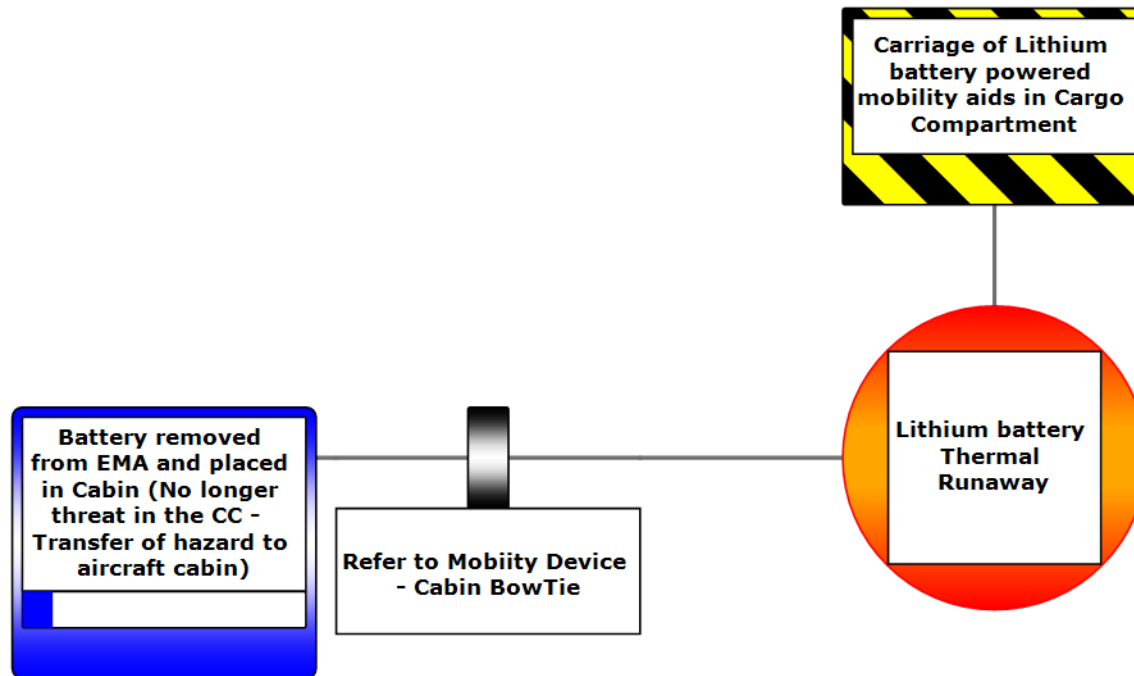 Carriage of Lithium
battery powered
mobility aids in Cargo
Compartment
Lithium battery
Thermal
Runaway
Battery removed
from EMA and placed
in Cabin (No longer
threat in the CC -
Transfer of hazard to
aircraft cabin)
Refer to Mobiity Device
- Cabin BowTie